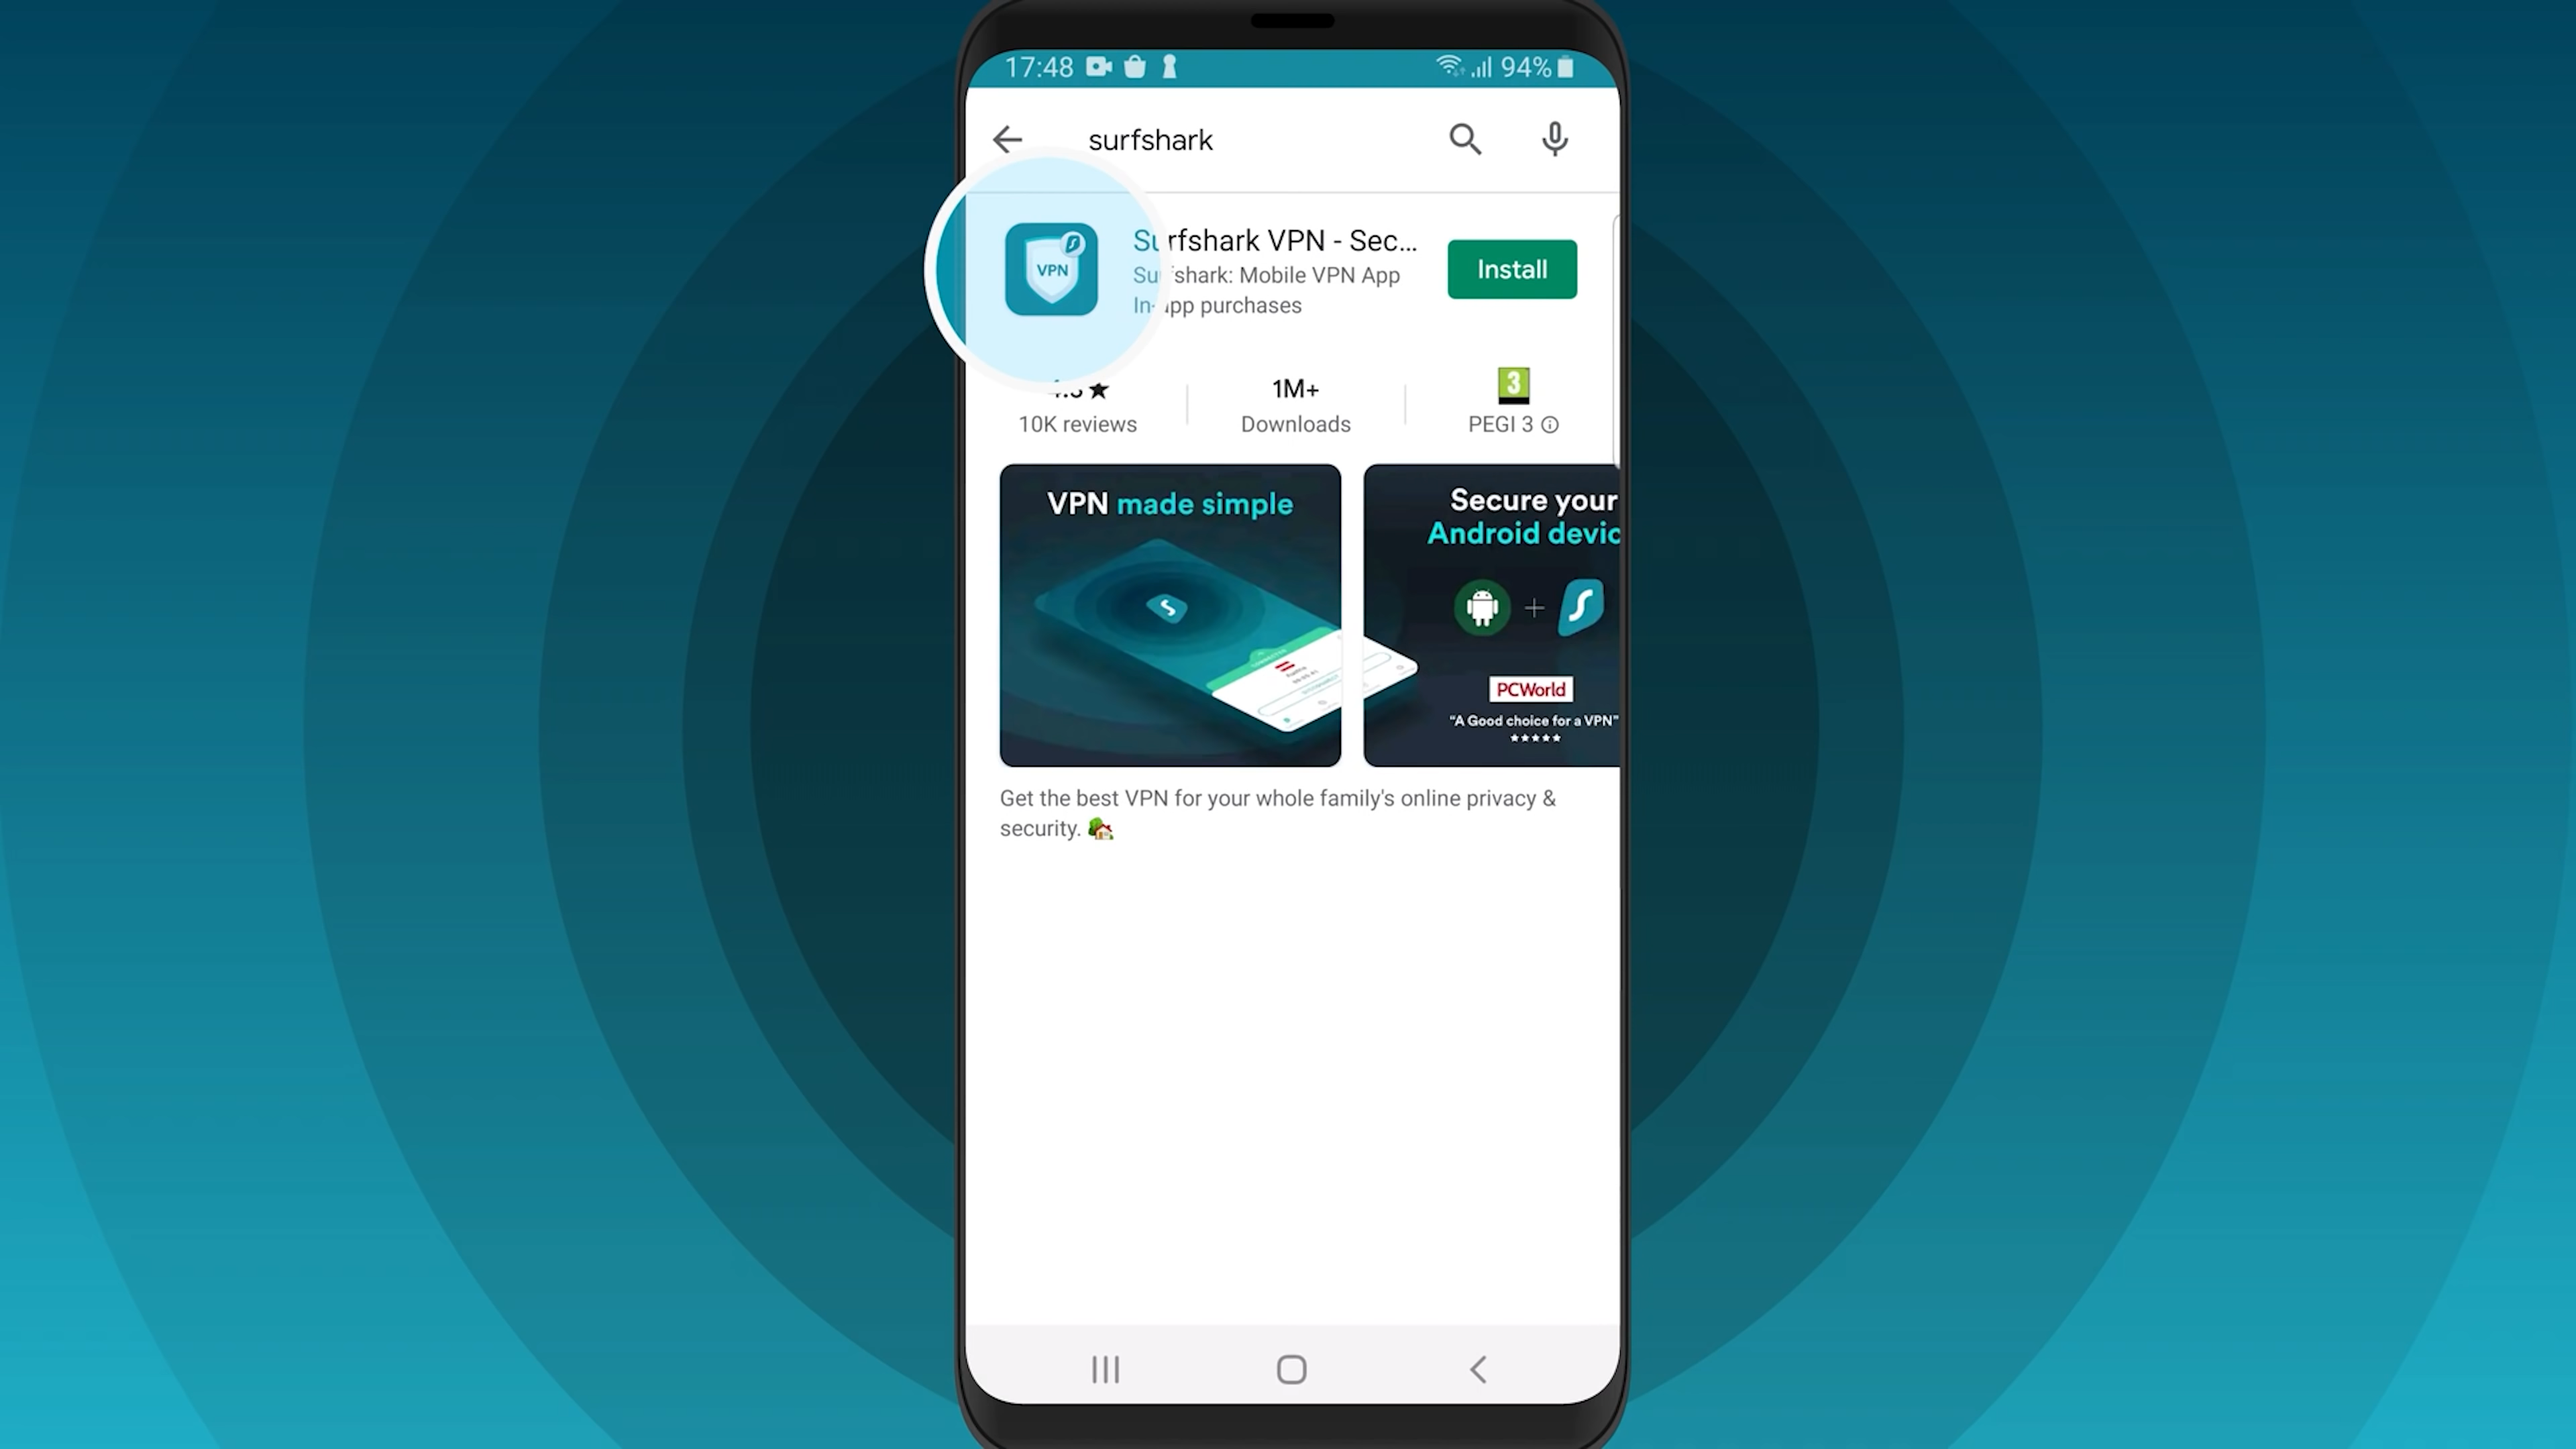 17:48 94%
surfshark
VPN
Surfshark VPN - Sec...
Surfshark: Mobile VPN App
In-app purchases
Install
1M+
3
10K reviews
Downloads
PEGI 3
VPN made simple
Secure your
Android devic
PCWorld
“A Good choice for a VPN”
Get the best VPN for your whole family's online privacy &
security.